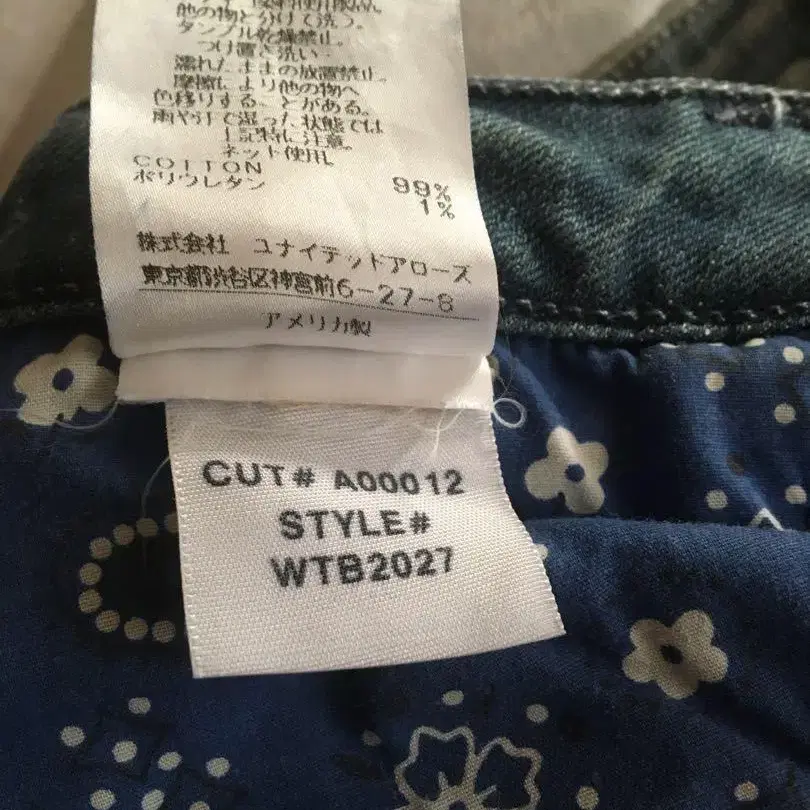 他の物と分けて洗う。
タンブル乾燥禁止。
つけ置き洗い
濡れたままの放置禁止。
摩擦により他の物へ
色移りすることがある。
雨や汗で湿った状態では
上記特に注意。
ネット使用。
COTTON 99%
ポリウレタン 1%
株式会社 ユナイテッドアローズ
東京都渋谷区神宮前6-27-8
アメリカ製
CUT# A00012
STYLE#
WTB2027